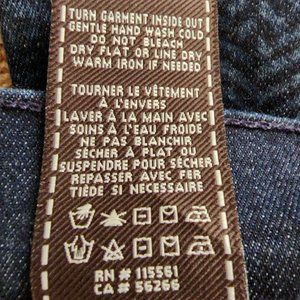 TURN GARMENT INSIDE OUT
GENTLE HAND WASH COLD
DO NOT BLEACH
DRY FLAT OR LINE DRY
WARM IRON IF NEEDED
TOURNER LE VÊTEMENT
À L'ENVERS
LAVER À LA MAIN AVEC
SOINS À L'EAU FROIDE
NE PAS BLANCHIR
SÉCHER À PLAT OU
SUSPENDRE POUR SÉCHER
REPASSER AVEC FER
TIÈDE SI NECESSAIRE
RN # 115561
CA # 56266